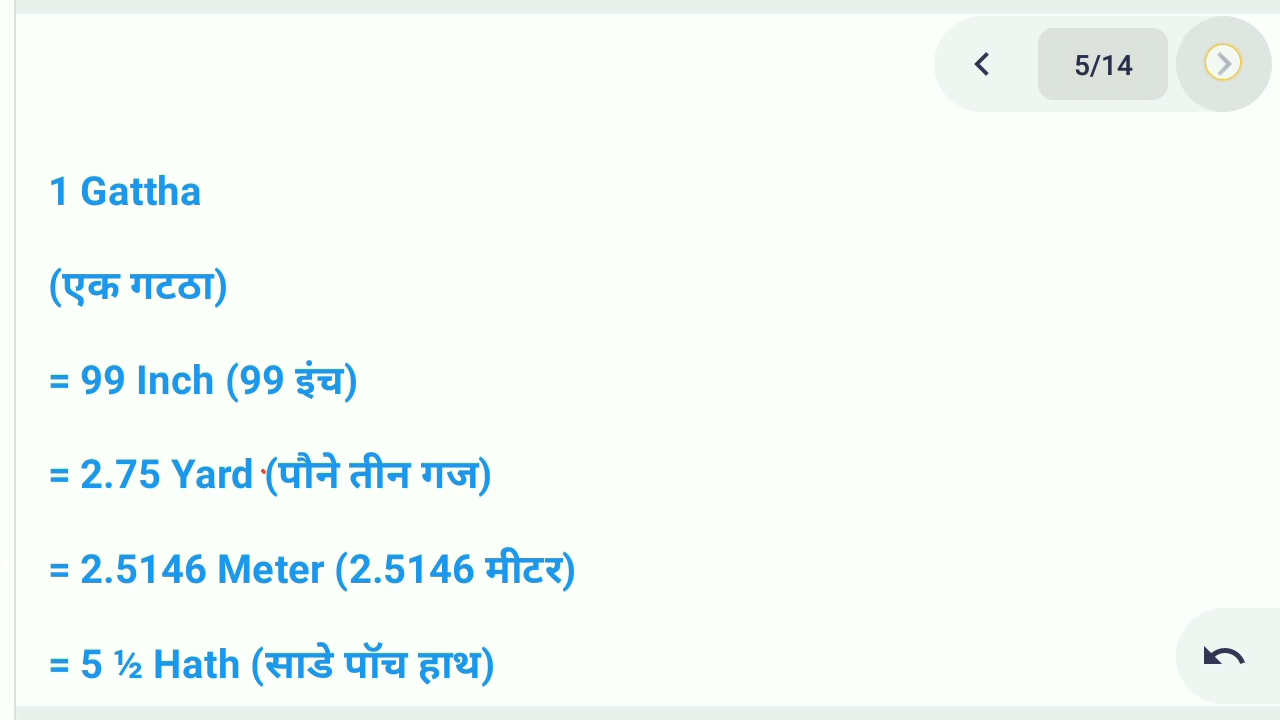 5/14
1 Gattha
(एक गटठा)
= 99 Inch (99 इंच)
= 2.75 Yard (पौने तीन गज)
= 2.5146 Meter (2.5146 मीटर)
= 5 ½ Hath (साडे पॉच हाथ)